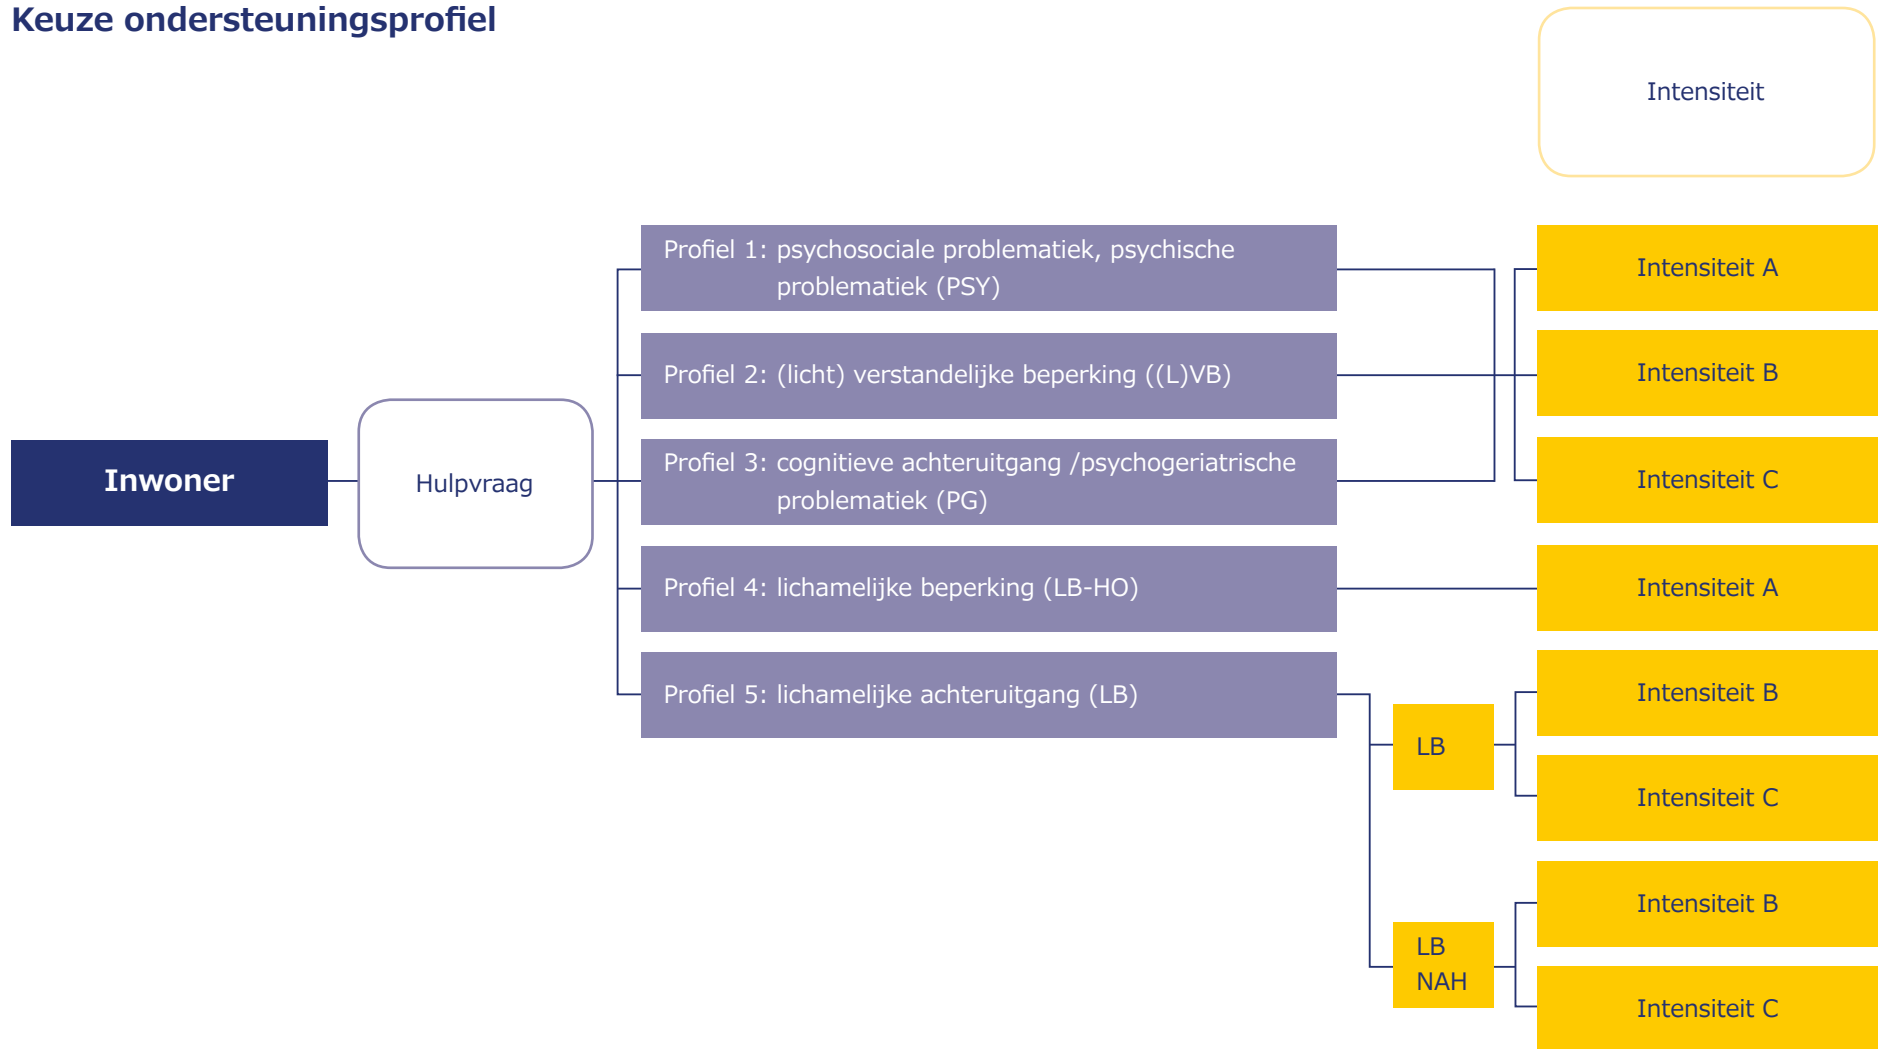 Keuze ondersteuningsprofiel
Intensiteit
Inwoner
Hulpvraag
Profiel 1: psychosociale problematiek, psychische
problematiek (PSY)
Profiel 2: (licht) verstandelijke beperking ((L)VB)
Profiel 3: cognitieve achteruitgang /psychogeriatrische
problematiek (PG)
Profiel 4: lichamelijke beperking (LB-HO)
Profiel 5: lichamelijke achteruitgang (LB)
Intensiteit A
Intensiteit B
Intensiteit C
Intensiteit A
LB
Intensiteit B
Intensiteit C
LB
NAH
Intensiteit B
Intensiteit C